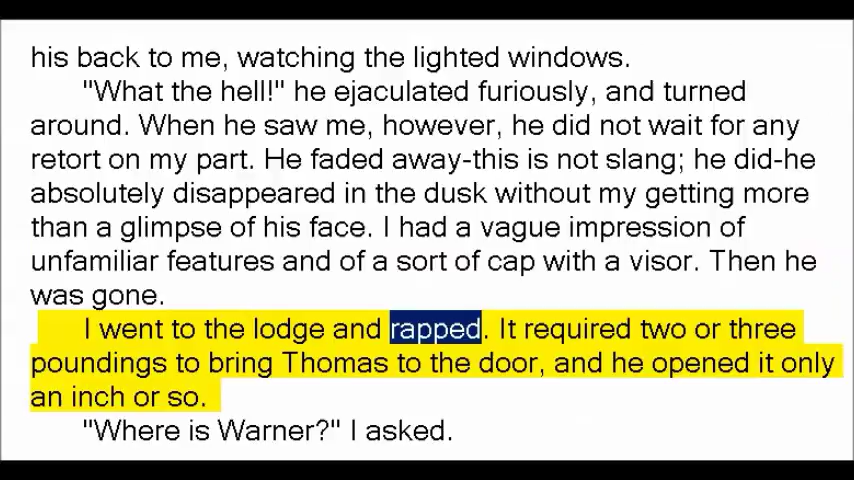 his back to me, watching the lighted windows.
"What the hell!" he ejaculated furiously, and turned
around. When he saw me, however, he did not wait for any
retort on my part. He faded away-this is not slang; he did-he
absolutely disappeared in the dusk without my getting more
than a glimpse of his face. I had a vague impression of
unfamiliar features and of a sort of cap with a visor. Then he
was gone.
I went to the lodge and rapped. It required two or three
poundings to bring Thomas to the door, and he opened it only
an inch or so.
"Where is Warner?" I asked.